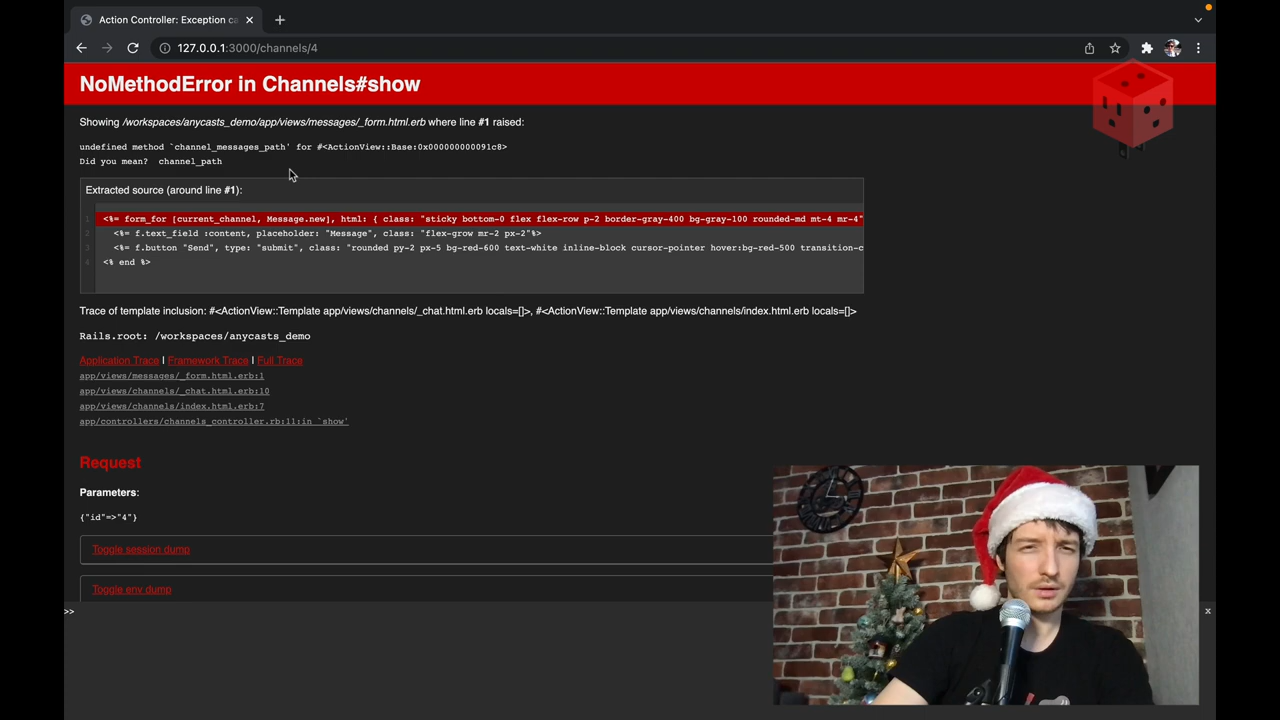 Action Controller: Exception ca
127.0.0.1:3000/channels/4
NoMethodError in Channels#show
Showing /workspaces/anycasts_demo/app/views/messages/_form.html.erb where line #1 raised:
undefined method `channel_messages_path' for #<ActionView::Base:0x000000000091c8>
Did you mean?  channel_path
Extracted source (around line #1):
1 <%= form_for [current_channel, Message.new], html: { class: "sticky bottom-0 flex flex-row p-2 border-gray-400 bg-gray-100 rounded-md mt-4 mr-4"
2 <%= f.text_field :content, placeholder: "Message", class: "flex-grow mr-2 px-2"%>
3 <%= f.button "Send", type: "submit", class: "rounded py-2 px-5 bg-red-600 text-white inline-block cursor-pointer hover:bg-red-500 transition-c
4 <% end %>
Trace of template inclusion: #<ActionView::Template app/views/channels/_chat.html.erb locals=[]>, #<ActionView::Template app/views/channels/index.html.erb locals=[]>
Rails.root: /workspaces/anycasts_demo
Application Trace | Framework Trace | Full Trace
app/views/messages/_form.html.erb:1
app/views/channels/_chat.html.erb:10
app/views/channels/index.html.erb:7
app/controllers/channels_controller.rb:11:in `show'
Request
Parameters:
{"id"=>"4"}
Toggle session dump
Toggle env dump
>>
x